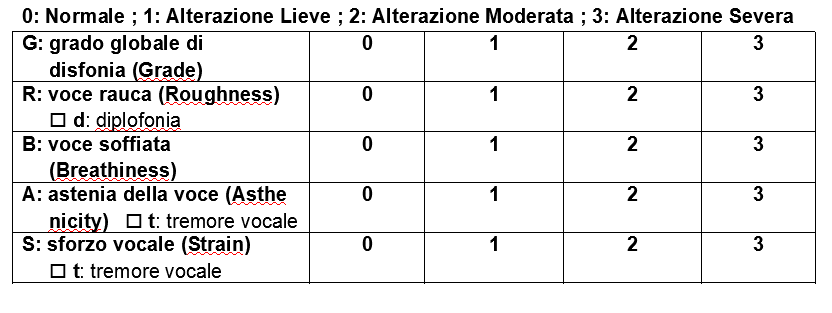 0: Normale ; 1: Alterazione Lieve ; 2: Alterazione Moderata ; 3: Alterazione Severa
G: grado globale di 0 1 2 3
disfonia (Grade)
R: voce rauca (Roughness) 0 1 2 3
☐ d: diplofonia
B: voce soffiata 0 1 2 3
(Breathiness)
A: astenia della voce (Asthe 0 1 2 3
nicity) ☐ t: tremore vocale
S: sforzo vocale (Strain) 0 1 2 3
☐ t: tremore vocale